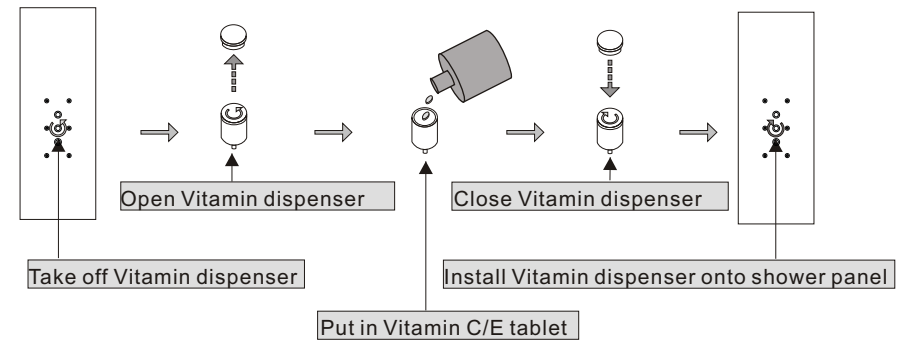 Take off Vitamin dispenser
Open Vitamin dispenser
Put in Vitamin C/E tablet
Close Vitamin dispenser
Install Vitamin dispenser onto shower panel